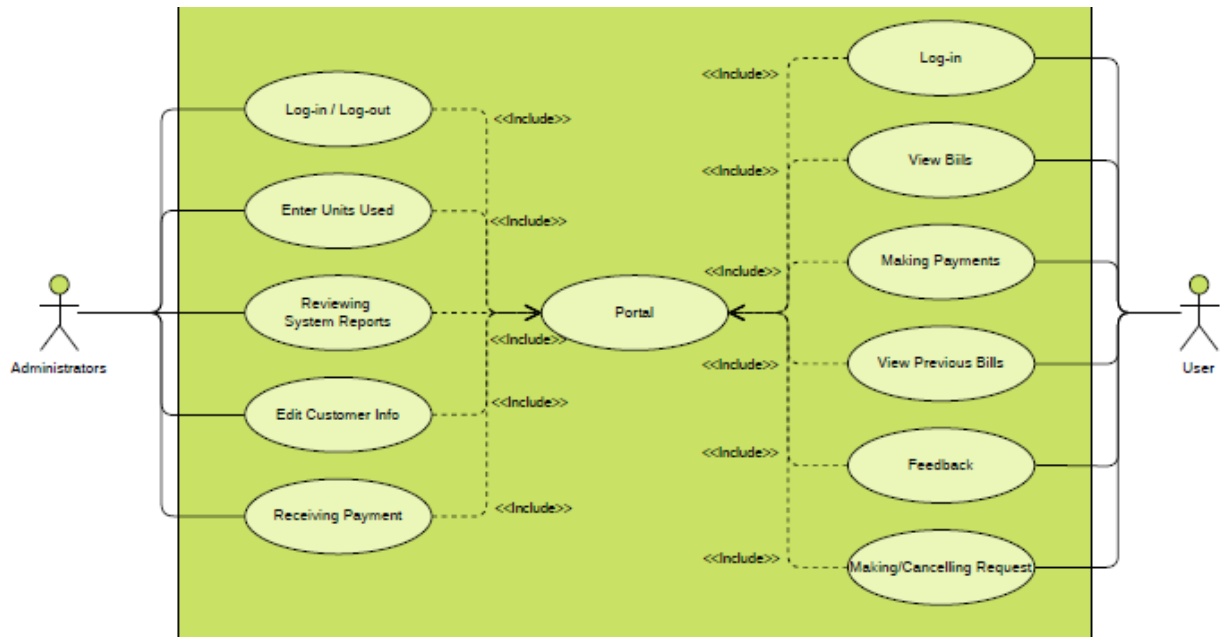 Log-in
<<Include>>
Log-in / Log-out
<<Include>>
View Bills
<<Include>>
Enter Units Used
<<Include>>
Making Payments
<<Include>>
Reviewing
System Reports
Portal
<<Include>>
View Previous Bills
<<Include>>
Administrators
User
Edit Customer Info
<<Include>>
Feedback
<<Include>>
Receiving Payment
<<Include>>
Making/Cancelling Request
<<Include>>